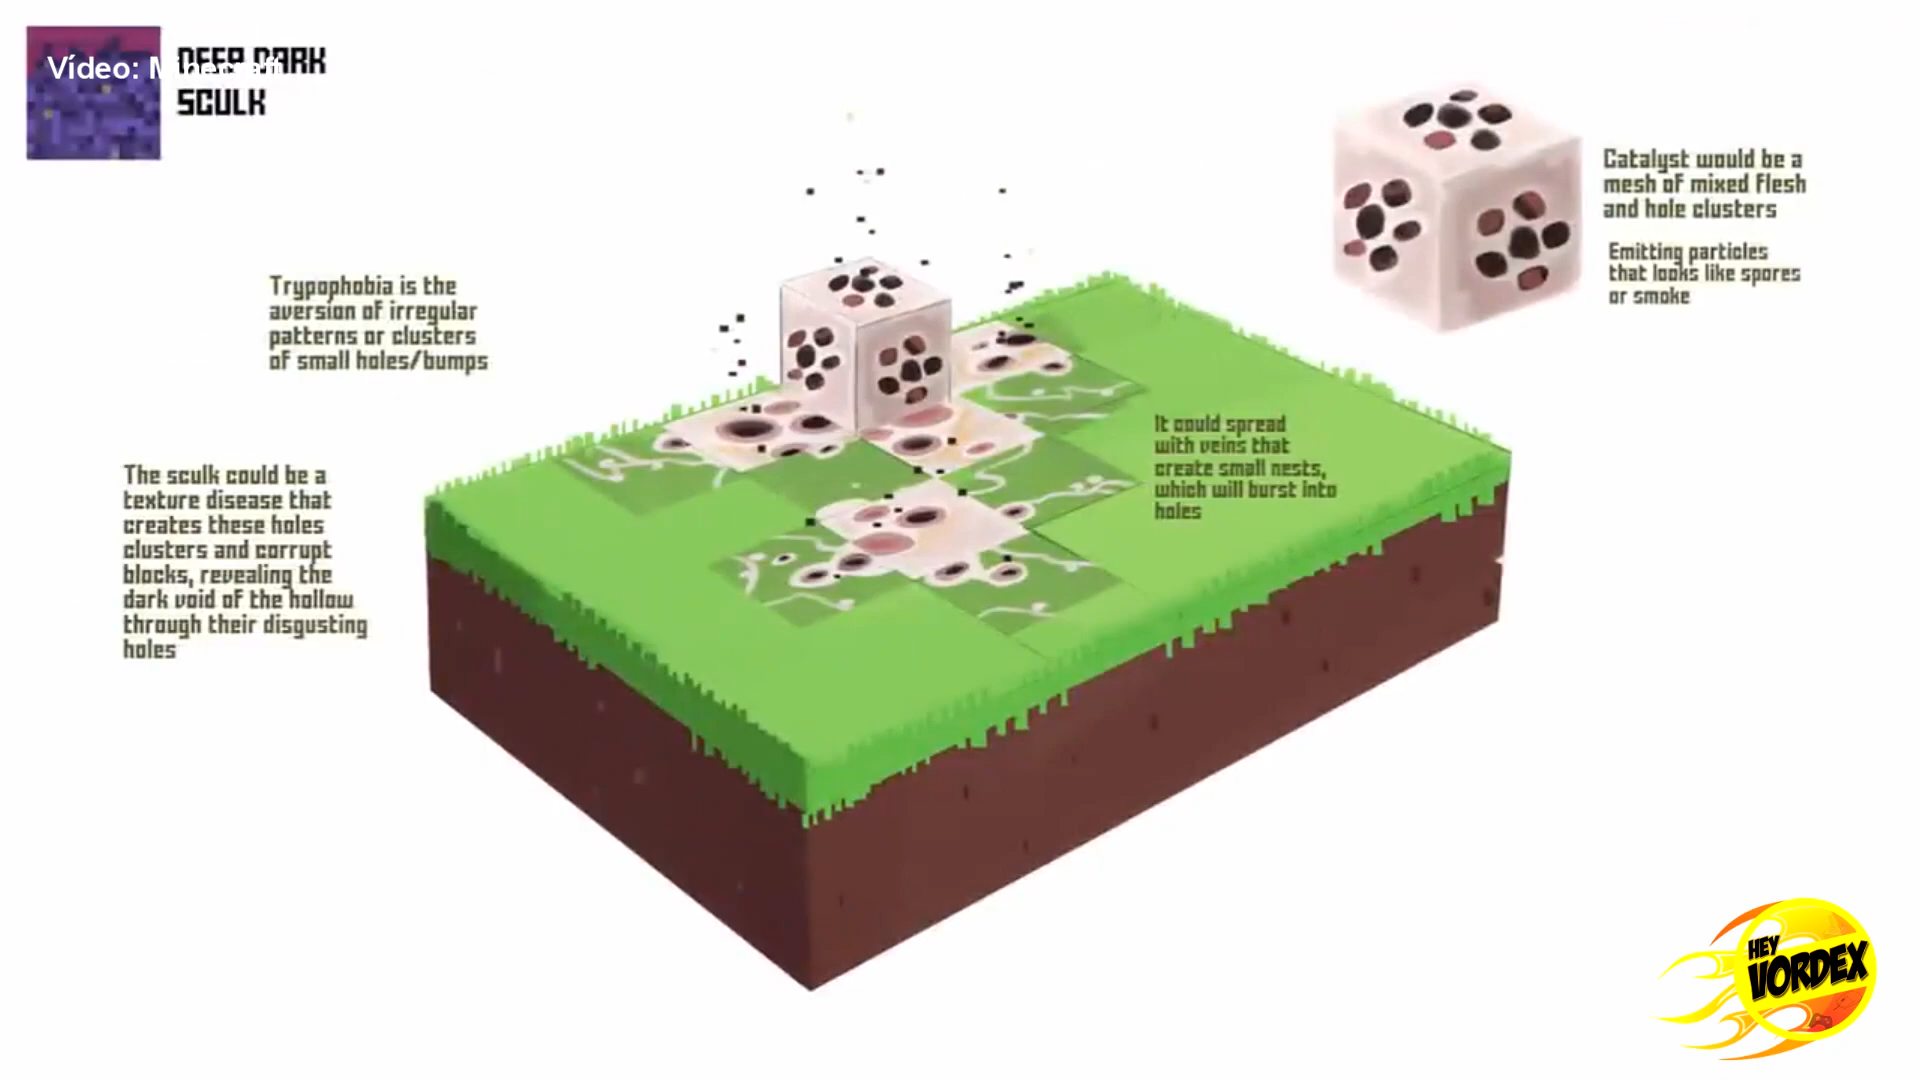 DEEP DARK
Vídeo: Minecraft
SCULK
Catalyst would be a
mesh of mixed flesh
and hole clusters
Emitting particles
that looks like spores
or smoke
Trypophobia is the
aversion of irregular
patterns or clusters
of small holes/bumps
It could spread
with veins that
create small nests,
which will burst into
holes
The sculk could be a
texture disease that
creates these holes
clusters and corrupt
blocks, revealing the
dark void of the hollow
through their disgusting
holes
HEY
VORDEX